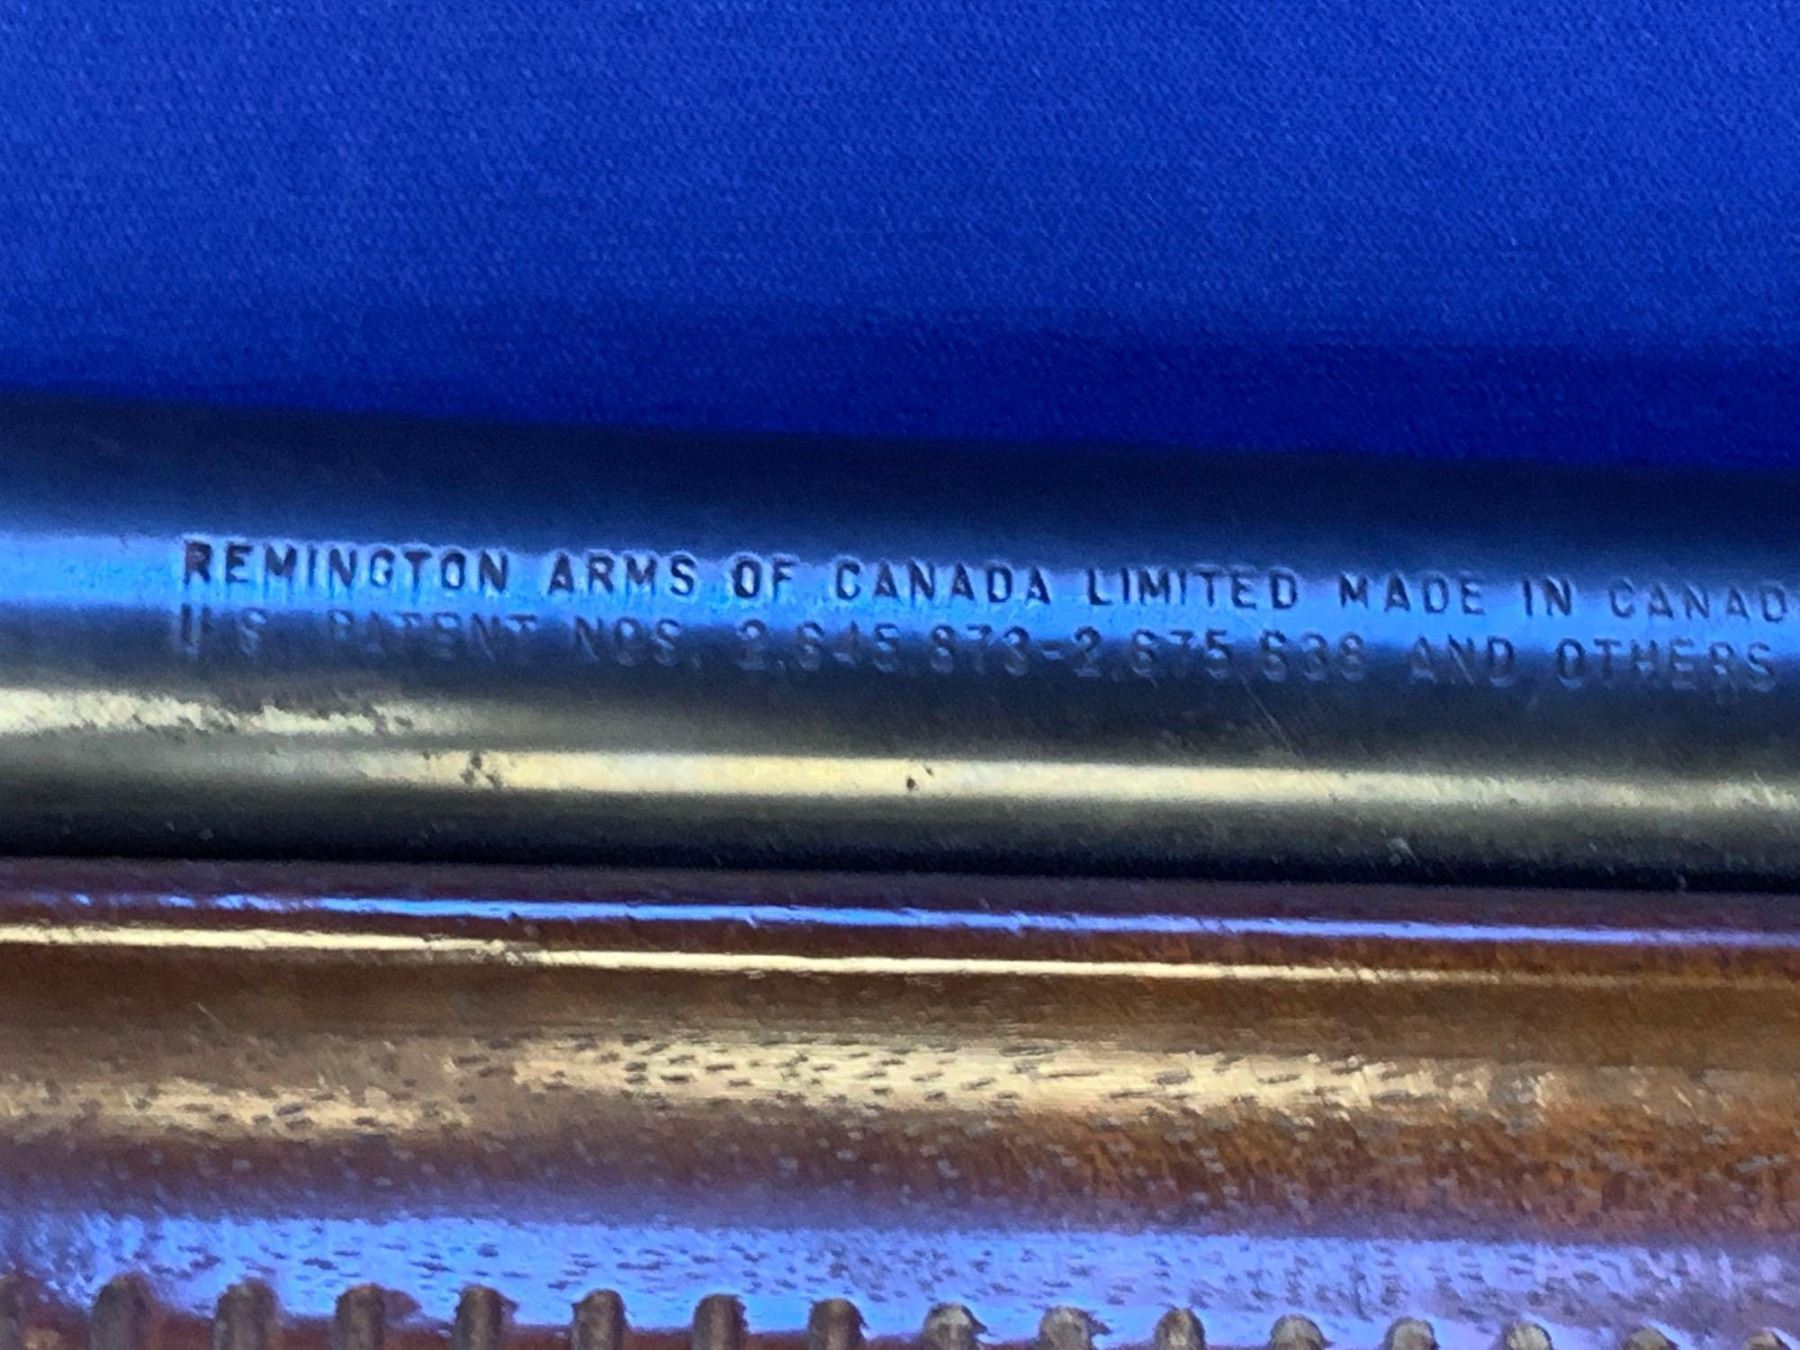 REMINGTON ARMS OF CANADA LIMITED MADE IN CANAD
U.S. PATENT NOS. 2,645,873-2,675,638 AND OTHERS